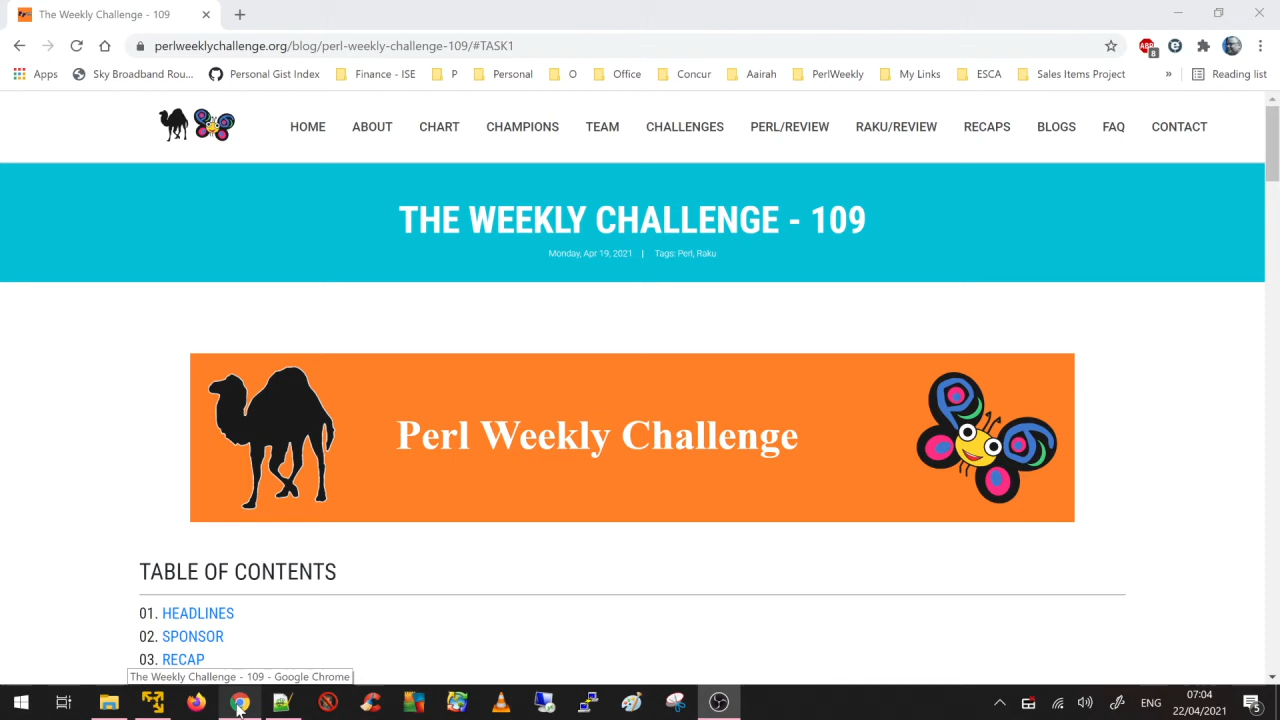 The Weekly Challenge - 109
perlweeklychallenge.org/blog/perl-weekly-challenge-109/#TASK1
ABP
8
Apps
Sky Broadband Rou...
Personal Gist Index
Finance - ISE
P
Personal
O
Office
Concur
Aairah
PerlWeekly
My Links
ESCA
Sales Items Project
»
Reading list
HOME
ABOUT
CHART
CHAMPIONS
TEAM
CHALLENGES
PERL/REVIEW
RAKU/REVIEW
RECAPS
BLOGS
FAQ
CONTACT
THE WEEKLY CHALLENGE - 109
Monday, Apr 19, 2021 | Tags: Perl, Raku
Perl Weekly Challenge
TABLE OF CONTENTS
01. HEADLINES
02. SPONSOR
03. RECAP
The Weekly Challenge - 109 - Google Chrome
ENG
07:04
22/04/2021
5